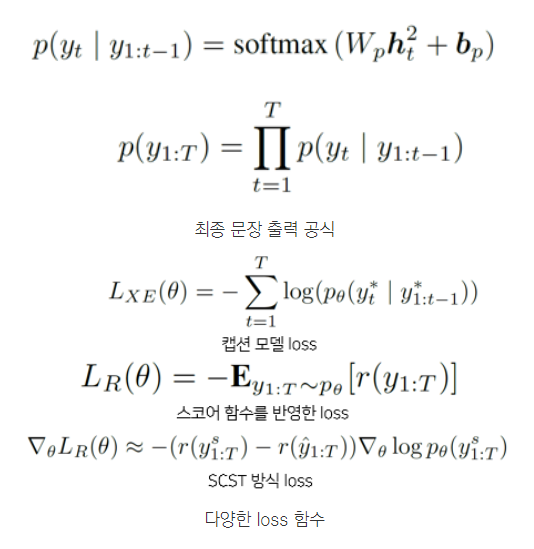 p(y_t | y_{1:t−1}) = softmax (W_p h_t^2 + b_p)
p(y_{1:T}) = ∏_{t=1}^{T} p(y_t | y_{1:t−1})
최종 문장 출력 공식
L_{XE}(θ) = − ∑_{t=1}^{T} log(p_θ(y_t^* | y_{1:t−1}^*))
캡션 모델 loss
L_R(θ) = −E_{y_{1:T}∼p_θ}[r(y_{1:T})]
스코어 함수를 반영한 loss
∇_θ L_R(θ) ≈ −(r(y_{1:T}^s) − r(ŷ_{1:T}))∇_θ log p_θ(y_{1:T}^s)
SCST 방식 loss
다양한 loss 함수